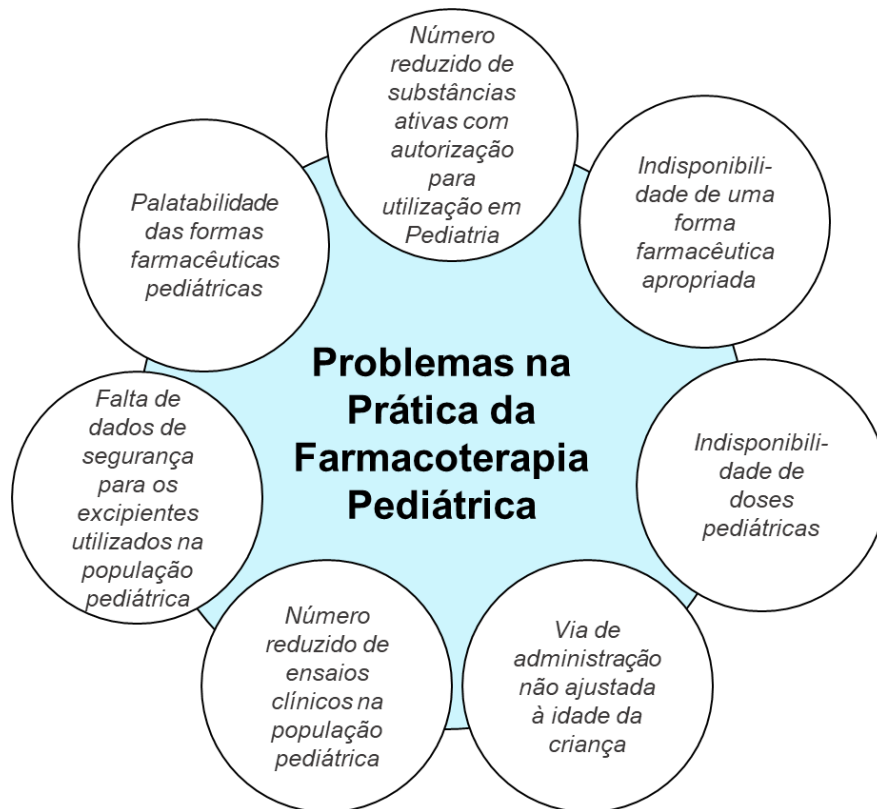 Problemas na
Prática da
Farmacoterapia
Pediátrica
Número
reduzido de
substâncias
ativas com
autorização
para
utilização em
Pediatria
Indisponibili-
dade de uma
forma
farmacêutica
apropriada
Indisponibili-
dade de
doses
pediátricas
Via de
administração
não ajustada
à idade da
criança
Número
reduzido de
ensaios
clínicos na
população
pediátrica
Falta de
dados de
segurança
para os
excipientes
utilizados na
população
pediátrica
Palatabilidade
das formas
farmacêuticas
pediátricas